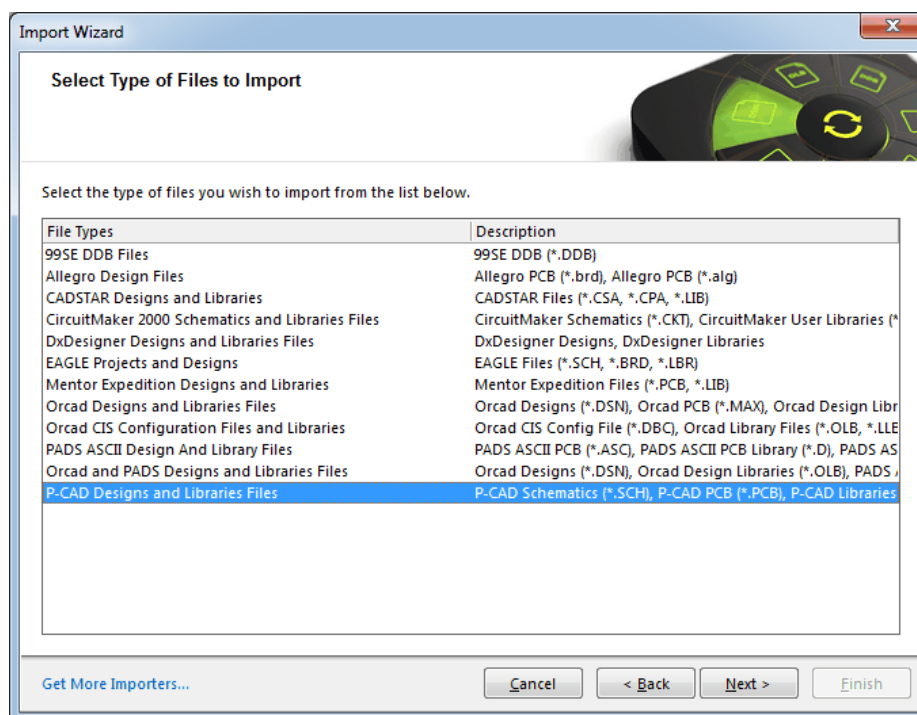 Import Wizard
Select Type of Files to Import
Select the type of files you wish to import from the list below.
File Types Description
99SE DDB Files 99SE DDB (*.DDB)
Allegro Design Files Allegro PCB (*.brd), Allegro PCB (*.alg)
CADSTAR Designs and Libraries CADSTAR Files (*.CSA, *.CPA, *.LIB)
CircuitMaker 2000 Schematics and Libraries Files CircuitMaker Schematics (*.CKT), CircuitMaker User Libraries (*
DxDesigner Designs and Libraries Files DxDesigner Designs, DxDesigner Libraries
EAGLE Projects and Designs EAGLE Files (*.SCH, *.BRD, *.LBR)
Mentor Expedition Designs and Libraries Mentor Expedition Files (*.PCB, *.LIB)
Orcad Designs and Libraries Files Orcad Designs (*.DSN), Orcad PCB (*.MAX), Orcad Design Libr
Orcad CIS Configuration Files and Libraries Orcad CIS Config File (*.DBC), Orcad Library Files (*.OLB, *.LLE
PADS ASCII Design And Library Files PADS ASCII PCB (*.ASC), PADS ASCII PCB Library (*.D), PADS AS
Orcad and PADS Designs and Libraries Files Orcad Designs (*.DSN), Orcad Design Libraries (*.OLB), PADS
P-CAD Designs and Libraries Files P-CAD Schematics (*.SCH), P-CAD PCB (*.PCB), P-CAD Libraries
Get More Importers... Cancel < Back Next > Finish